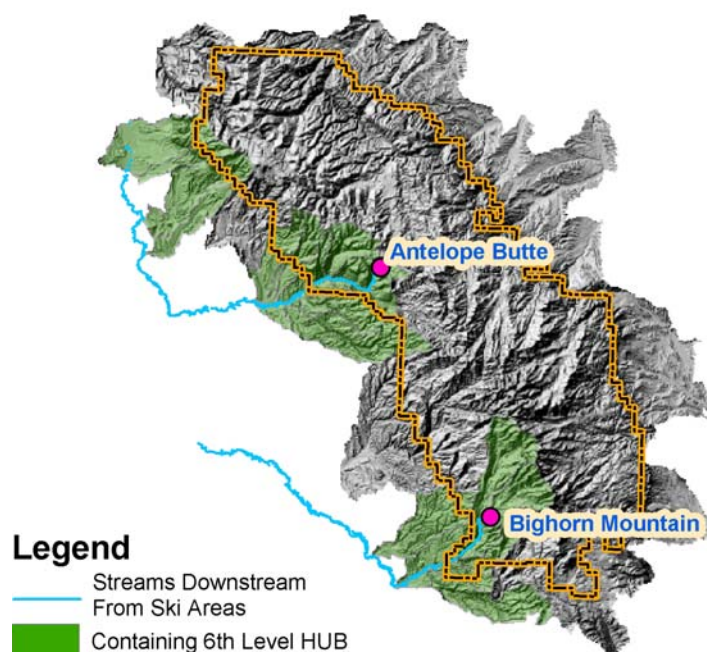 Antelope Butte
Bighorn Mountain
Legend
Streams Downstream
From Ski Areas
Containing 6th Level HUB